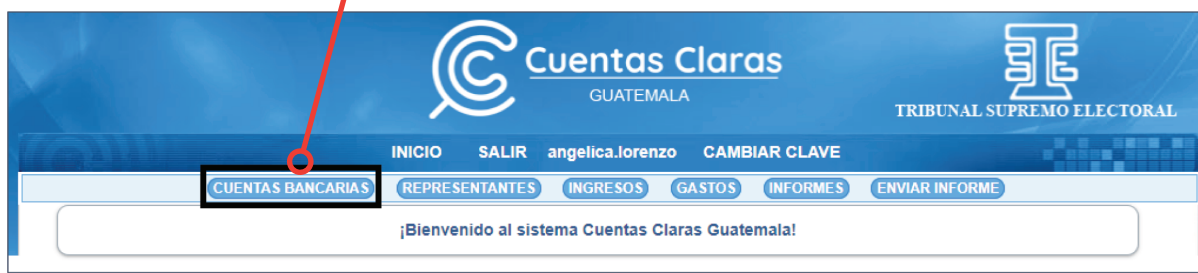 Cuentas Claras
GUATEMALA
TRIBUNAL SUPREMO ELECTORAL
INICIO SALIR angelica.lorenzo CAMBIAR CLAVE
CUENTAS BANCARIAS REPRESENTANTES INGRESOS GASTOS INFORMES ENVIAR INFORME
¡Bienvenido al sistema Cuentas Claras Guatemala!